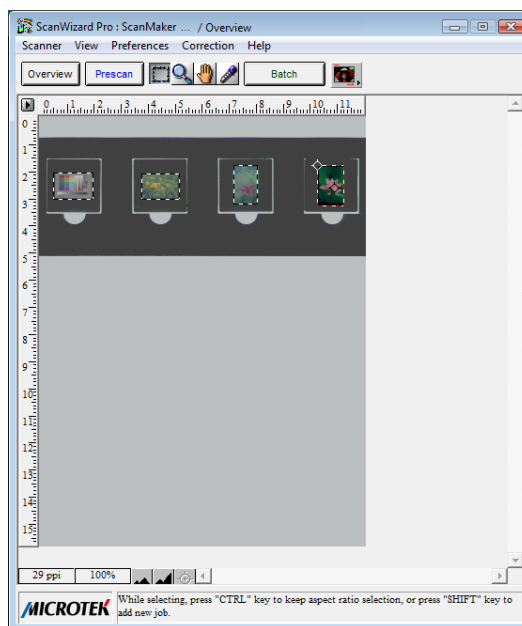 ScanWizard Pro : ScanMaker ... / Overview
Scanner View Preferences Correction Help
Overview Prescan Batch
0 1 2 3 4 5 6 7 8 9 10 11
0
1
2
3
4
5
6
7
8
9
10
11
12
13
14
15
29 ppi 100%
MICROTEK
While selecting, press "CTRL" key to keep aspect ratio selection, or press "SHIFT" key to
add new job.